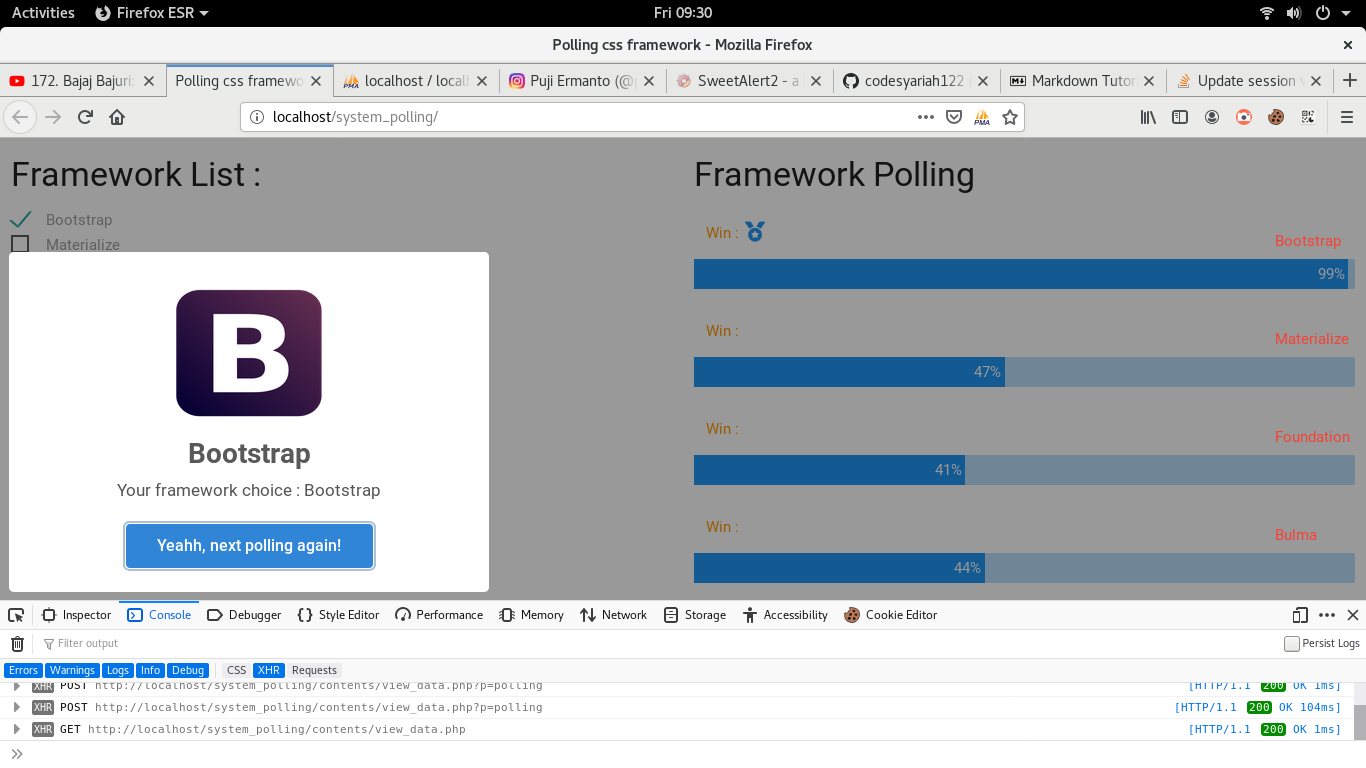 Activities Firefox ESR Fri 09:30
Polling css framework - Mozilla Firefox
172. Bajaj Bajuri: Polling css framewo localhost / local Puji Ermanto (@ SweetAlert2 - a codesyariah122 Markdown Tutor Update session
localhost/system_polling/ PMA
Framework List :
Bootstrap
Materialize
B
Bootstrap
Your framework choice : Bootstrap
Yeahh, next polling again!
Framework Polling
Win :
Bootstrap
99%
Win :
Materialize
47%
Win :
Foundation
41%
Win :
Bulma
44%
Inspector Console Debugger Style Editor Performance Memory Network Storage Accessibility Cookie Editor
Filter output Persist Logs
Errors Warnings Logs Info Debug CSS XHR Requests
XHR POST http://localhost/system_polling/contents/view_data.php?p=polling [HTTP/1.1 200 OK 1ms]
XHR POST http://localhost/system_polling/contents/view_data.php?p=polling [HTTP/1.1 200 OK 104ms]
XHR GET http://localhost/system_polling/contents/view_data.php [HTTP/1.1 200 OK 1ms]